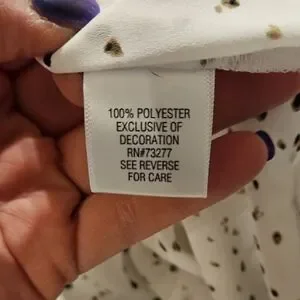 100% POLYESTER
EXCLUSIVE OF
DECORATION
RN#73277
SEE REVERSE
FOR CARE